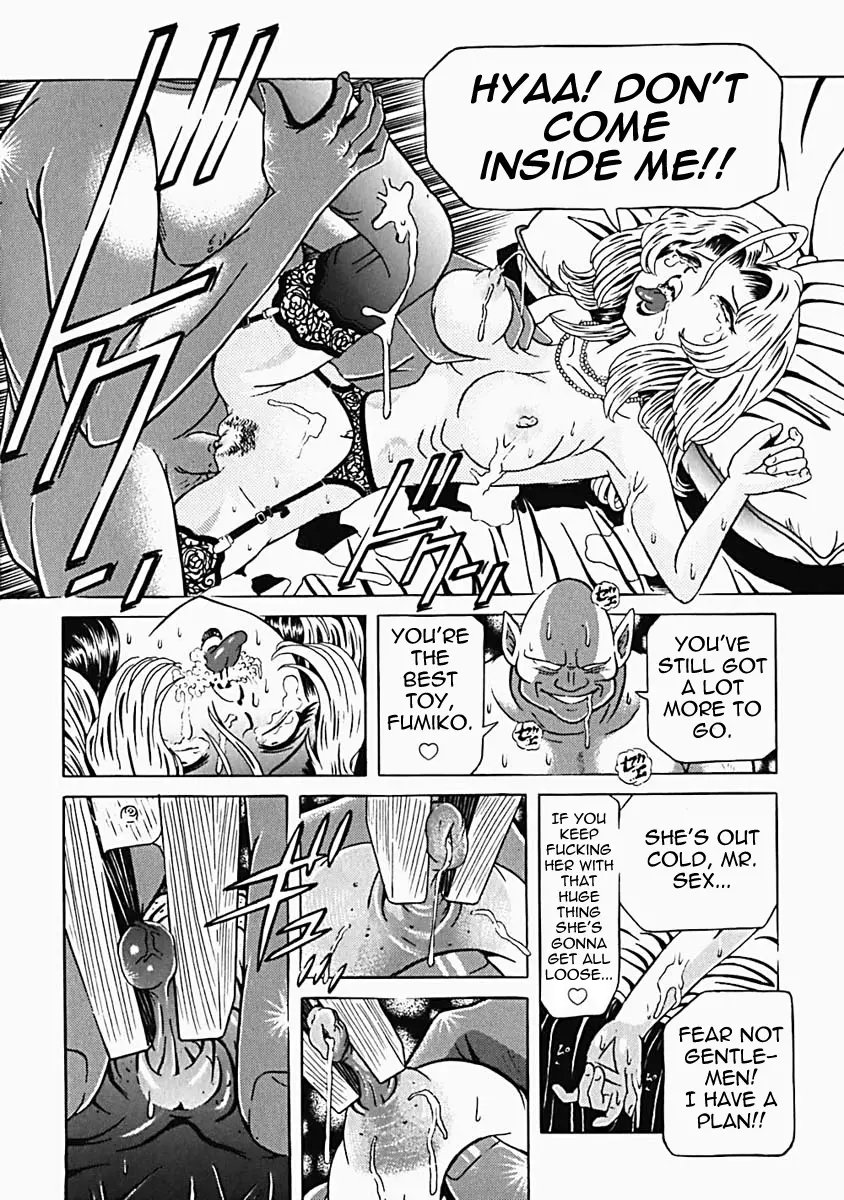 HYAA! DON'T
COME
INSIDE
ME!!
YOU'VE
STILL GOT
A LOT
MORE TO
GO.
YOU'RE
THE
BEST
TOY,
FUMIKO.
♡
SHE'S OUT
COLD, MR.
SEX...
IF YOU
KEEP
FUCKING
HER WITH
THAT
HUGE
THING
SHE'S
GONNA
GET ALL
LOOSE...
♡
FEAR NOT
GENTLE-
MEN!
I HAVE A
PLAN!!